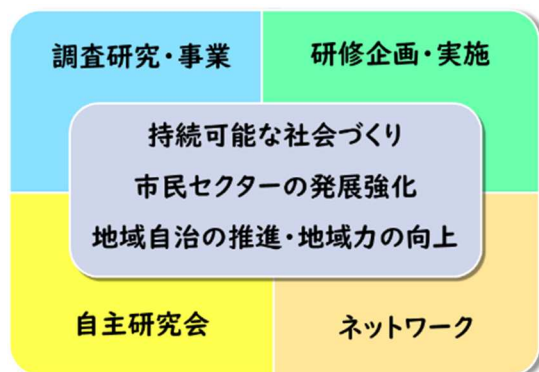 調査研究・事業
研修企画・実施
持続可能な社会づくり
市民セクターの発展強化
地域自治の推進・地域力の向上
自主研究会
ネットワーク